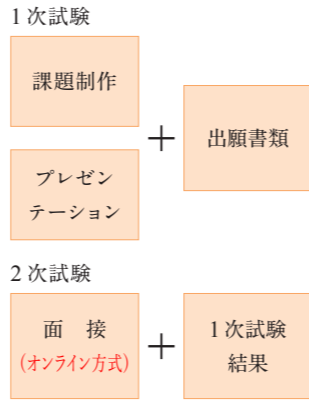 1次試験
課題制作
プレゼン
テーション
＋
出願書類
2次試験
面　接
(オンライン方式)
＋
1次試験
結果